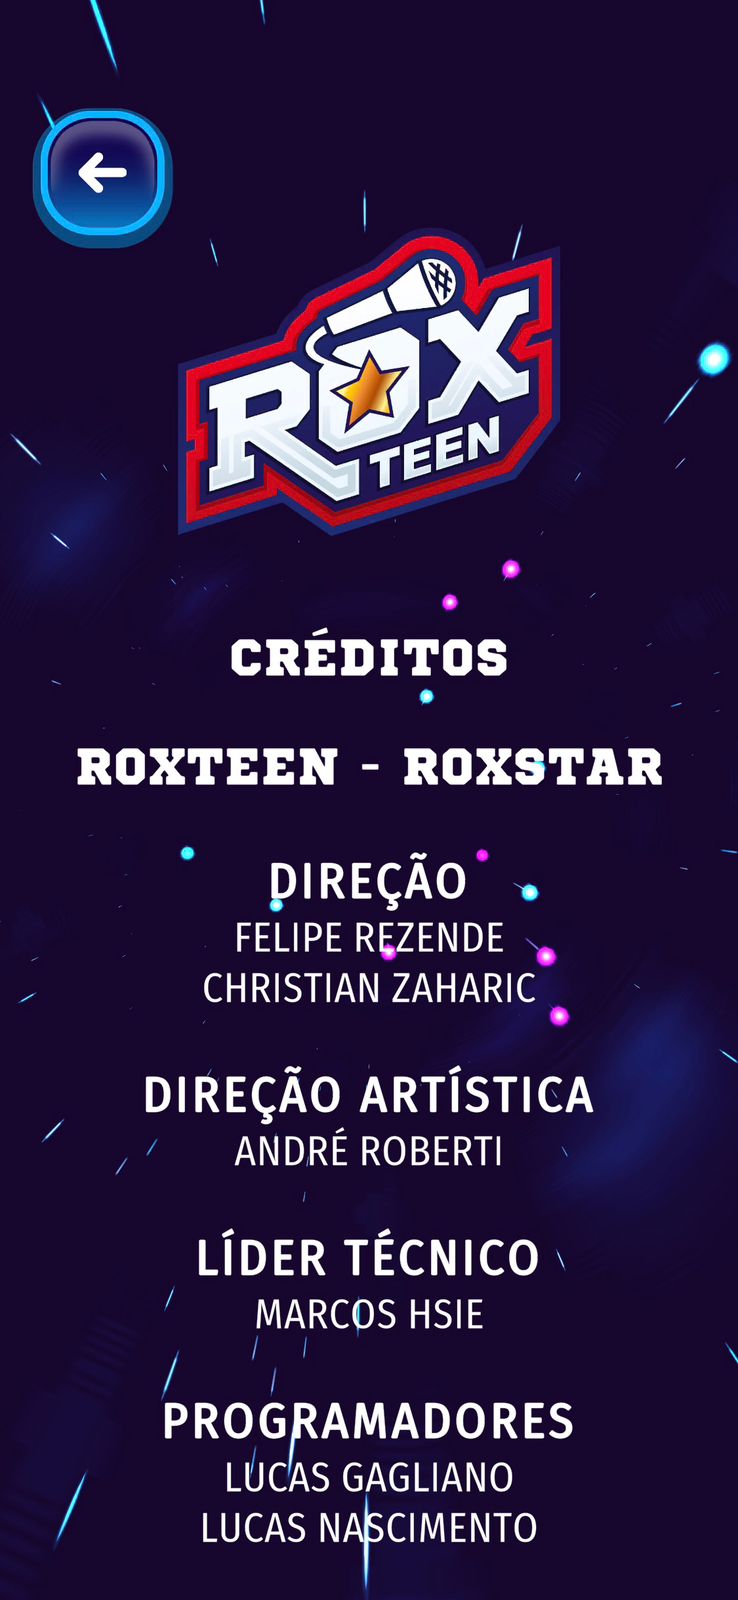 ROX
TEEN
CRÉDITOS
ROXTEEN - ROXSTAR
DIREÇÃO
FELIPE REZENDE
CHRISTIAN ZAHARIC
DIREÇÃO ARTÍSTICA
ANDRÉ ROBERTI
LÍDER TÉCNICO
MARCOS HSIE
PROGRAMADORES
LUCAS GAGLIANO
LUCAS NASCIMENTO